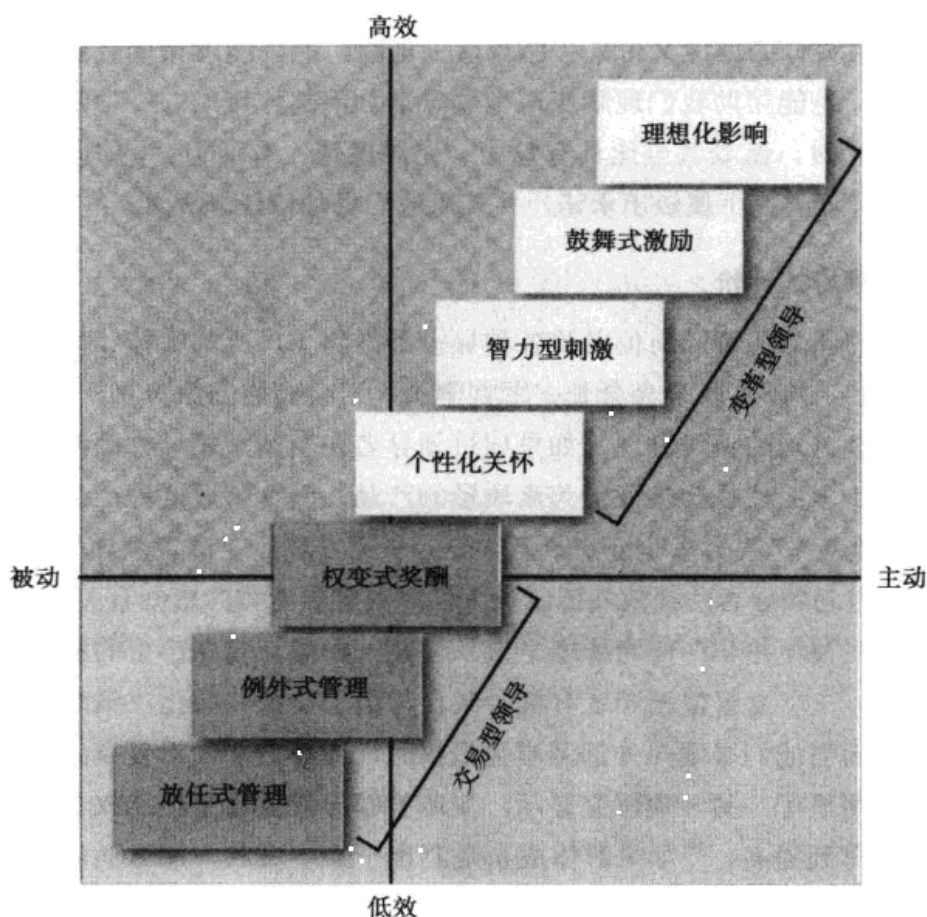 高效
理想化影响
鼓舞式激励
智力型刺激
变革型领导
个性化关怀
被动
权变式奖酬
主动
例外式管理
交易型领导
放任式管理
低效